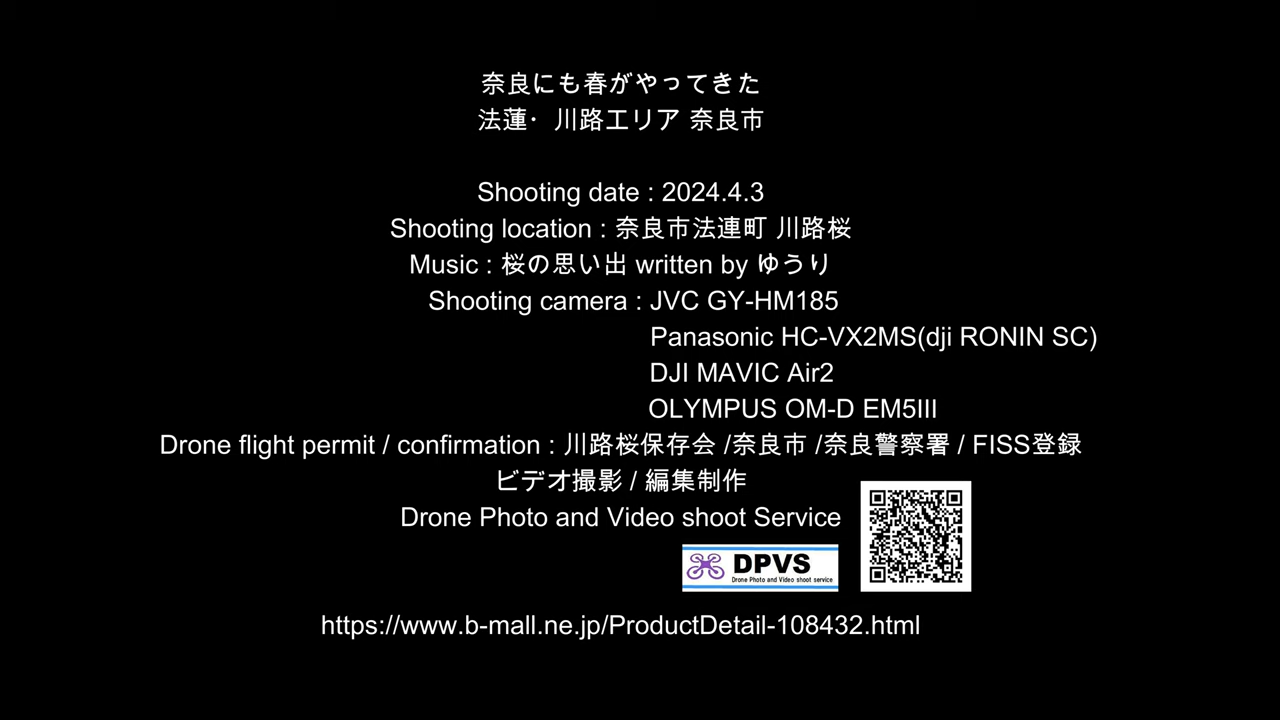 奈良にも春がやってきた
法蓮・川路エリア 奈良市
Shooting date : 2024.4.3
Shooting location : 奈良市法連町 川路桜
Music : 桜の思い出 written by ゆうり
Shooting camera : JVC GY-HM185
Panasonic HC-VX2MS(dji RONIN SC)
DJI MAVIC Air2
OLYMPUS OM-D EM5III
Drone flight permit / confirmation : 川路桜保存会 /奈良市 /奈良警察署 / FISS登録
ビデオ撮影 / 編集制作
Drone Photo and Video shoot Service
DPVS
Drone Photo and Video shoot service
https://www.b-mall.ne.jp/ProductDetail-108432.html